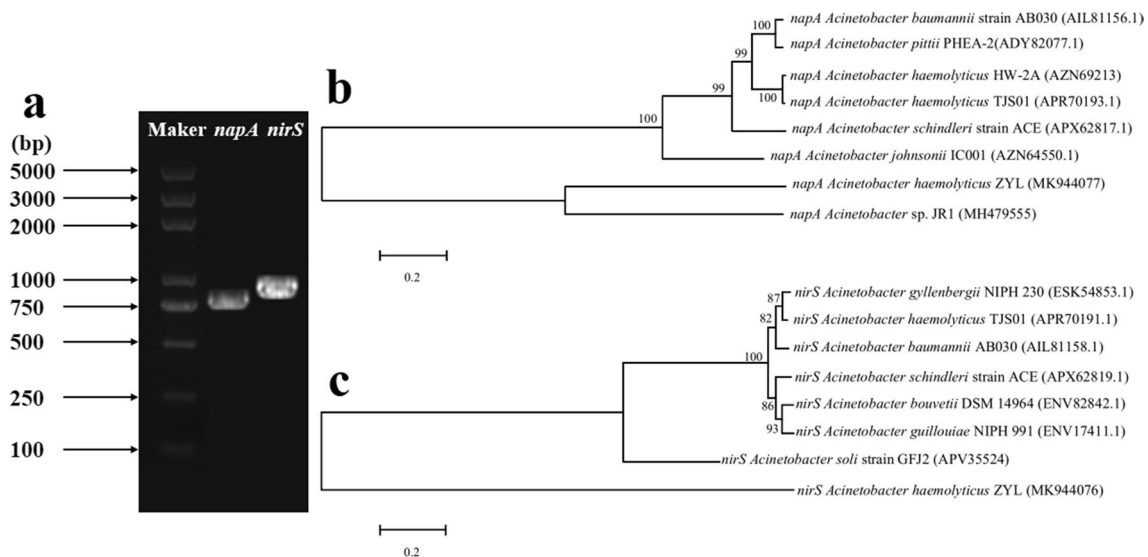 a
(bp)
Maker napA nirS
5000
3000
2000
1000
750
500
250
100
b
napA Acinetobacter baumannii strain AB030 (AIL81156.1)
100
napA Acinetobacter pittii PHEA-2(ADY82077.1)
99
napA Acinetobacter haemolyticus HW-2A (AZN69213)
99
100
napA Acinetobacter haemolyticus TJS01 (APR70193.1)
100
napA Acinetobacter schindleri strain ACE (APX62817.1)
napA Acinetobacter johnsonii IC001 (AZN64550.1)
napA Acinetobacter haemolyticus ZYL (MK944077)
napA Acinetobacter sp. JR1 (MH479555)
0.2
c
nirS Acinetobacter gyllenbergii NIPH 230 (ESK54853.1)
87
82
nirS Acinetobacter haemolyticus TJS01 (APR70191.1)
nirS Acinetobacter baumannii AB030 (AIL81158.1)
100
nirS Acinetobacter schindleri strain ACE (APX62819.1)
86
nirS Acinetobacter bouvetii DSM 14964 (ENV82842.1)
93
nirS Acinetobacter guillouiae NIPH 991 (ENV17411.1)
nirS Acinetobacter soli strain GFJ2 (APV35524)
nirS Acinetobacter haemolyticus ZYL (MK944076)
0.2